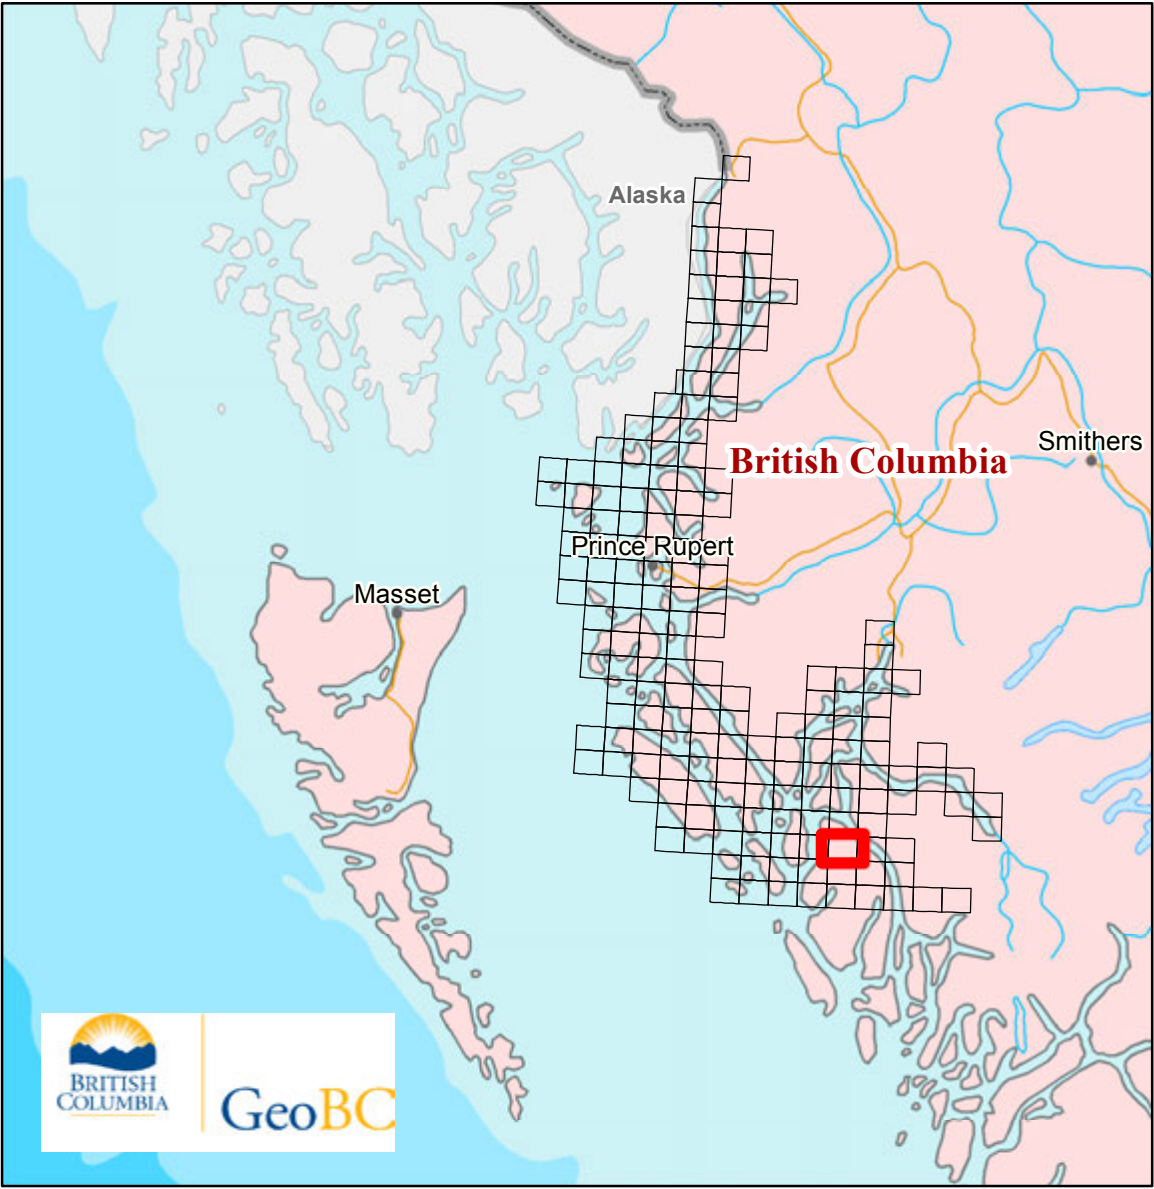 Alaska
Smithers
British Columbia
Prince Rupert
Masset
BRITISH
COLUMBIA
GeoBC